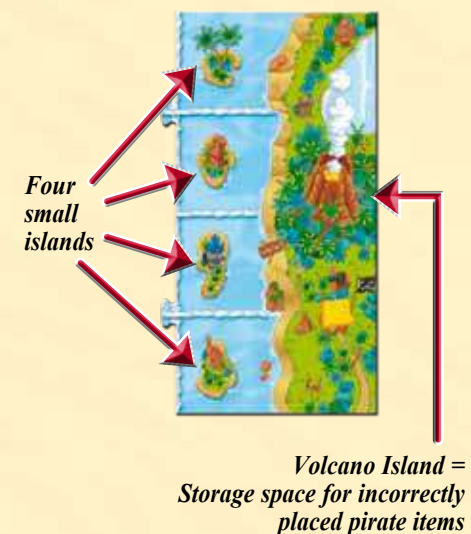 Four
small
islands
Volcano Island =
Storage space for incorrectly
placed pirate items